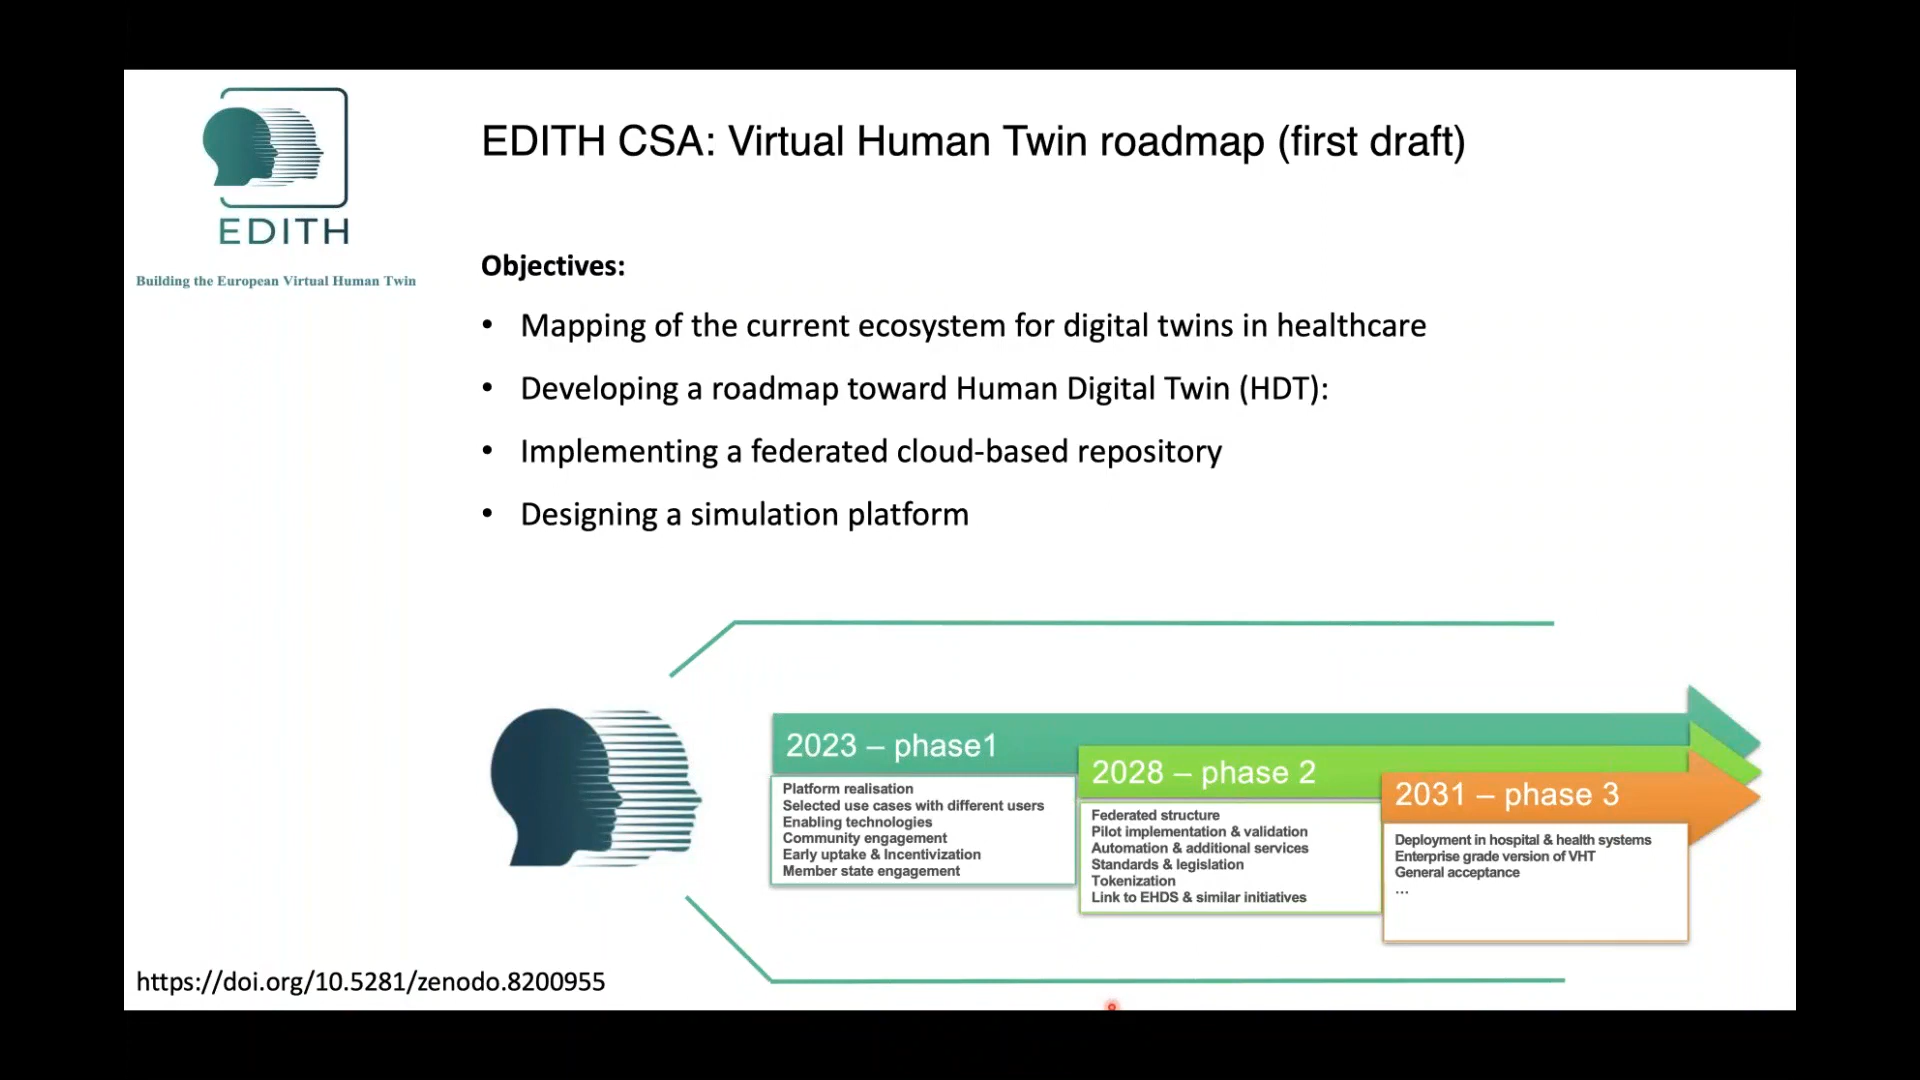 EDITH
Building the European Virtual Human Twin
EDITH CSA: Virtual Human Twin roadmap (first draft)
Objectives:
• Mapping of the current ecosystem for digital twins in healthcare
• Developing a roadmap toward Human Digital Twin (HDT):
• Implementing a federated cloud-based repository
• Designing a simulation platform
2023 – phase1
Platform realisation
Selected use cases with different users
Enabling technologies
Community engagement
Early uptake & Incentivization
Member state engagement
2028 – phase 2
Federated structure
Pilot implementation & validation
Automation & additional services
Standards & legislation
Tokenization
Link to EHDS & similar initiatives
2031 – phase 3
Deployment in hospital & health systems
Enterprise grade version of VHT
General acceptance
...
https://doi.org/10.5281/zenodo.8200955